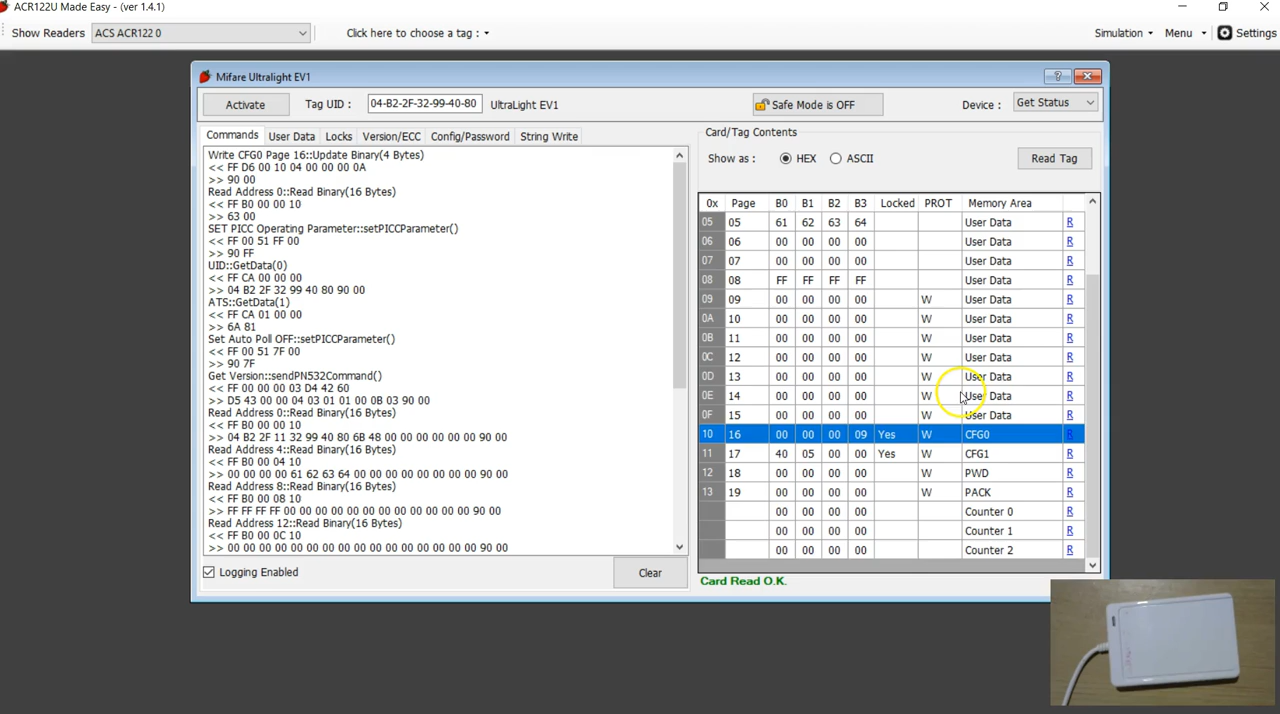 ACR122U Made Easy - (ver 1.4.1)
Show Readers ACS ACR122 0 Click here to choose a tag : Simulation Menu Settings
Mifare Ultralight EV1
Activate Tag UID : 04-B2-2F-32-99-40-80 UltraLight EV1 Safe Mode is OFF Device : Get Status
Commands User Data Locks Version/ECC Config/Password String Write
Write CFG0 Page 16::Update Binary(4 Bytes)
<< FF D6 00 10 04 00 00 00 0A
>> 90 00
Read Address 0::Read Binary(16 Bytes)
<< FF B0 00 00 10
>> 63 00
SET PICC Operating Parameter::setPICCParameter()
<< FF 00 51 FF 00
>> 90 FF
UID::GetData(0)
<< FF CA 00 00 00
>> 04 B2 2F 32 99 40 80 90 00
ATS::GetData(1)
<< FF CA 01 00 00
>> 6A 81
Set Auto Poll OFF::setPICCParameter()
<< FF 00 51 7F 00
>> 90 7F
Get Version::sendPN532Command()
<< FF 00 00 00 03 D4 42 60
>> D5 43 00 00 04 03 01 01 00 0B 03 90 00
Read Address 0::Read Binary(16 Bytes)
<< FF B0 00 00 10
>> 04 B2 2F 11 32 99 40 80 6B 48 00 00 00 00 00 00 90 00
Read Address 4::Read Binary(16 Bytes)
<< FF B0 00 04 10
>> 00 00 00 00 61 62 63 64 00 00 00 00 00 00 00 00 90 00
Read Address 8::Read Binary(16 Bytes)
<< FF B0 00 08 10
>> FF FF FF FF 00 00 00 00 00 00 00 00 00 00 00 00 90 00
Read Address 12::Read Binary(16 Bytes)
<< FF B0 00 0C 10
>> 00 00 00 00 00 00 00 00 00 00 00 00 00 00 00 00 90 00
Logging Enabled Clear
Card/Tag Contents
Show as : HEX ASCII Read Tag
0x Page B0 B1 B2 B3 Locked PROT Memory Area
05 05 61 62 63 64 User Data R
06 06 00 00 00 00 User Data R
07 07 00 00 00 00 User Data R
08 08 FF FF FF FF User Data R
09 09 00 00 00 00 W User Data R
0A 10 00 00 00 00 W User Data R
0B 11 00 00 00 00 W User Data R
0C 12 00 00 00 00 W User Data R
0D 13 00 00 00 00 W User Data R
0E 14 00 00 00 00 W User Data R
0F 15 00 00 00 00 W User Data R
10 16 00 00 00 09 Yes W CFG0 R
11 17 40 05 00 00 Yes W CFG1 R
12 18 00 00 00 00 W PWD R
13 19 00 00 00 00 W PACK R
00 00 00 00 Counter 0 R
00 00 00 00 Counter 1 R
00 00 00 00 Counter 2 R
Card Read O.K.